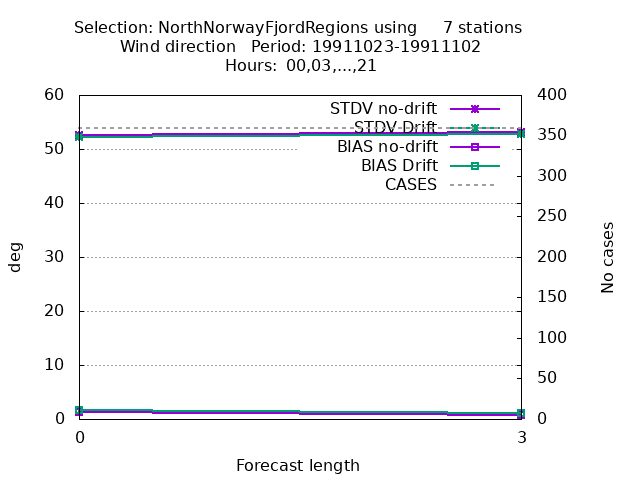 Selection: NorthNorwayFjordRegions using 7 stations
Wind direction Period: 19911023-19911102
Hours: 00,03,...,21
60
50
40
30
20
10
0
deg
400
350
300
250
200
150
100
50
0
No cases
STDV no-drift
STDV Drift
BIAS no-drift
BIAS Drift
CASES
0
3
Forecast length